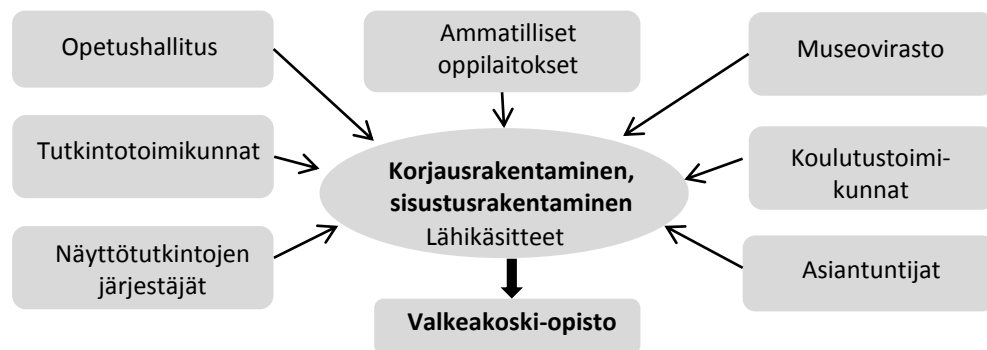 Opetushallitus
Ammatilliset
oppilaitokset
Museovirasto
Tutkintotoimikunnat
Korjausrakentaminen,
sisustusrakentaminen
Lähikäsitteet
Koulutustoimi-
kunnat
Näyttötutkintojen
järjestäjät
Asiantuntijat
Valkeakoski-opisto